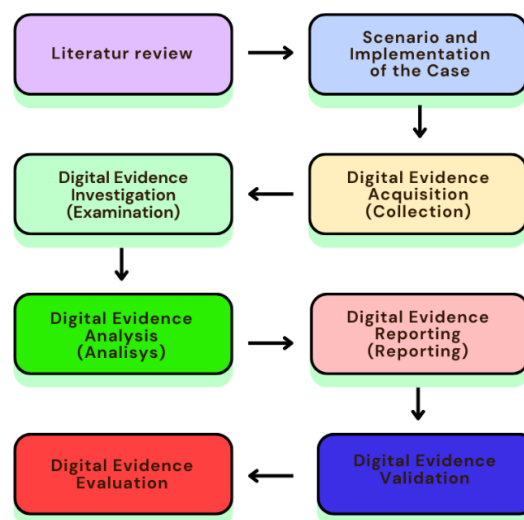 Literatur review
Scenario and
Implementation
of the Case
Digital Evidence
Acquisition
(Collection)
Digital Evidence
Investigation
(Examination)
Digital Evidence
Analysis
(Analisys)
Digital Evidence
Reporting
(Reporting)
Digital Evidence
Validation
Digital Evidence
Evaluation